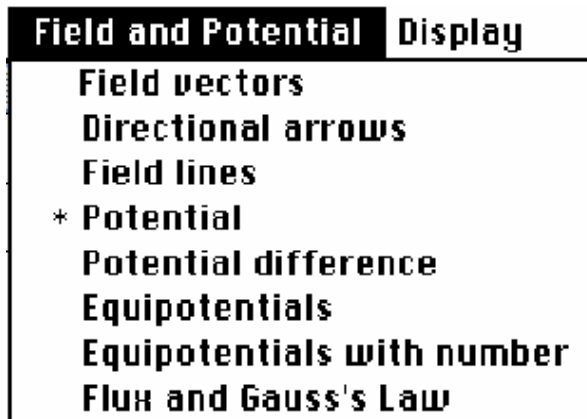 Field and Potential Display
Field vectors
Directional arrows
Field lines
* Potential
Potential difference
Equipotentials
Equipotentials with number
Flux and Gauss's Law